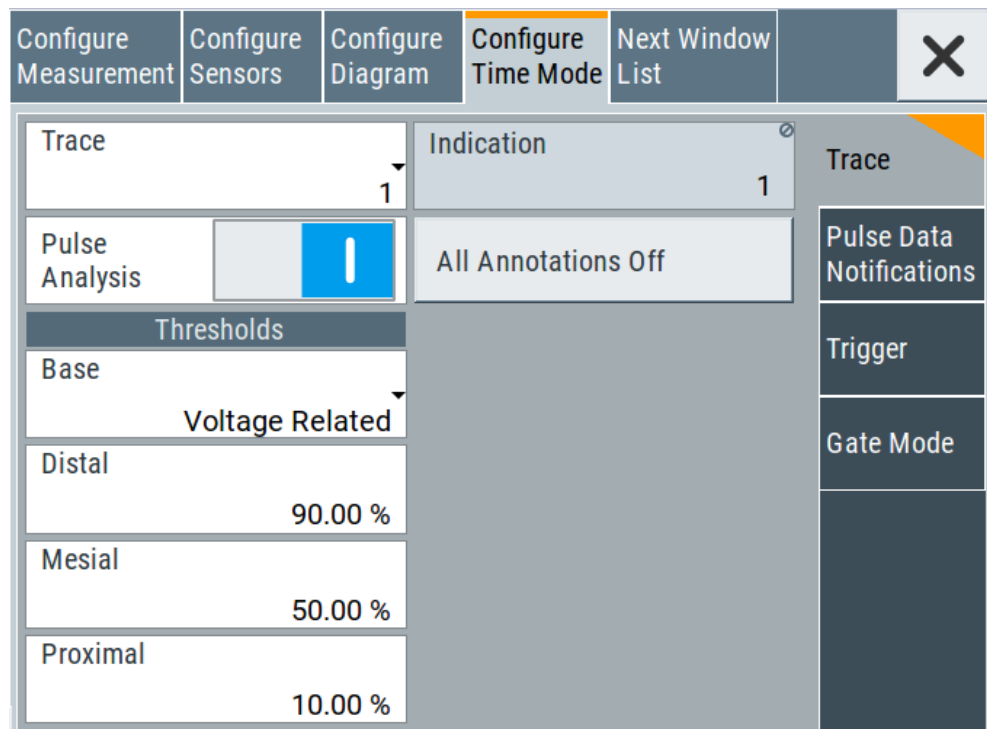 Configure
Measurement
Configure
Sensors
Configure
Diagram
Configure
Time Mode
Next Window
List
Trace
1
Indication
1
Pulse
Analysis
All Annotations Off
Thresholds
Base
Voltage Related
Distal
90.00 %
Mesial
50.00 %
Proximal
10.00 %
Trace
Pulse Data
Notifications
Trigger
Gate Mode